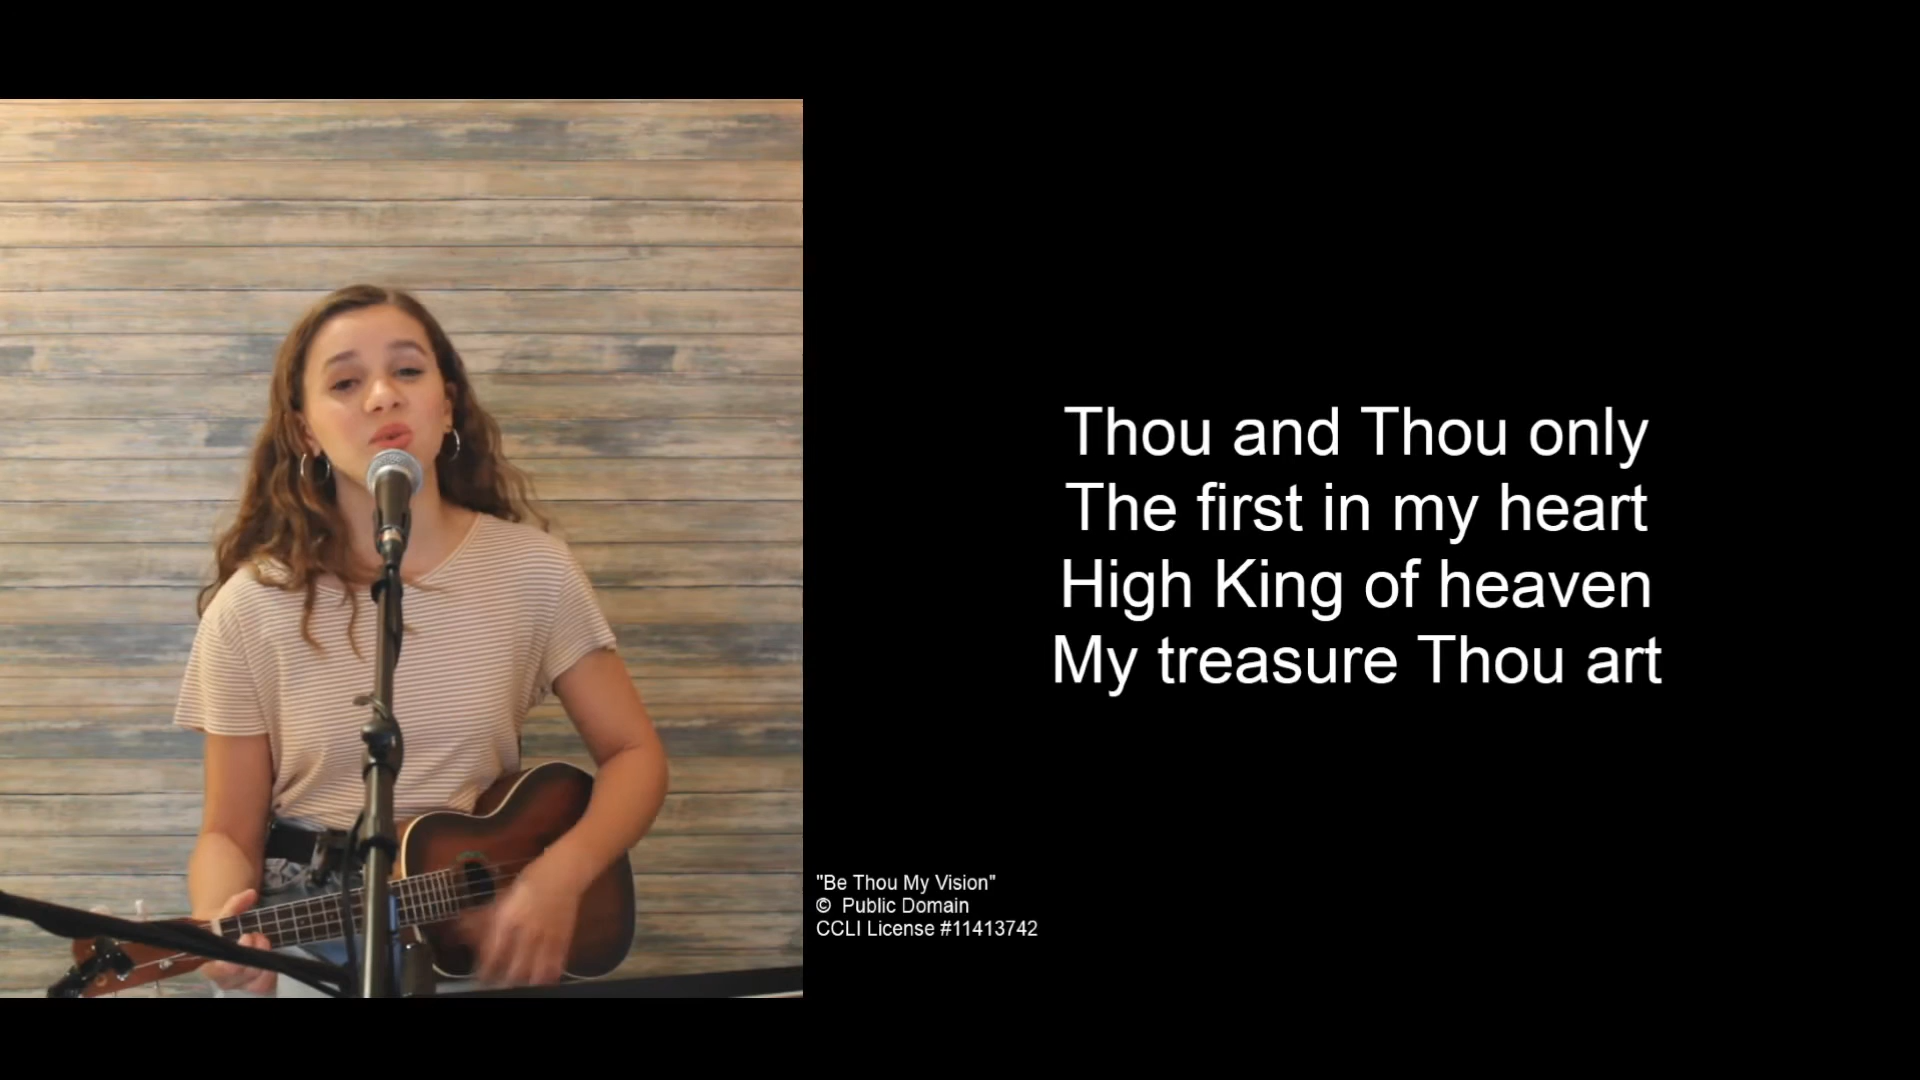 Thou and Thou only
The first in my heart
High King of heaven
My treasure Thou art
"Be Thou My Vision"
© Public Domain
CCLI License #11413742